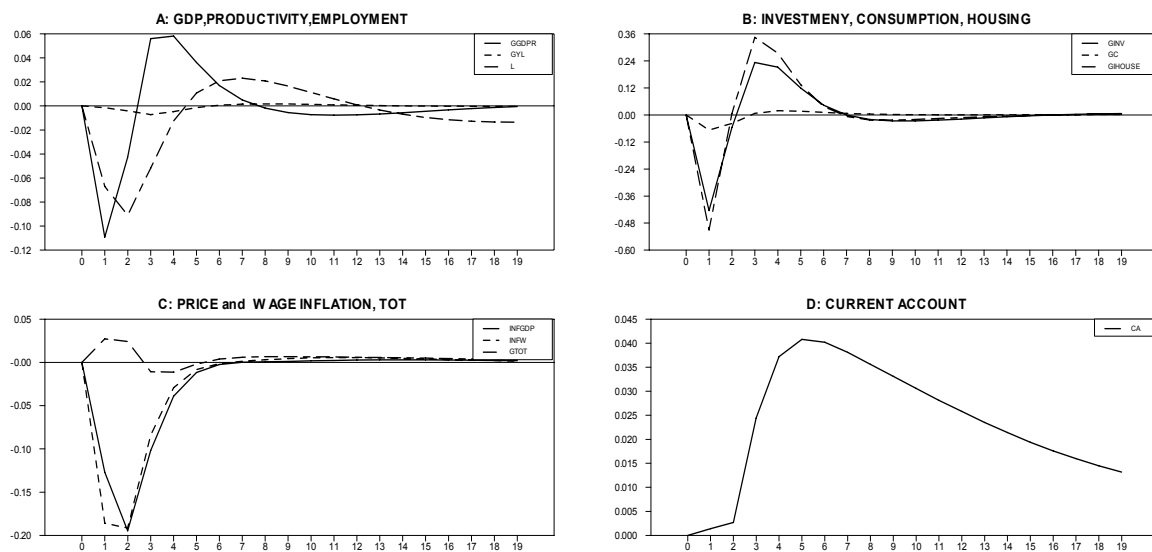 A: GDP,PRODUCTIVITY,EMPLOYMENT
GGDPR
GYL
L
0.06
0.04
0.02
0.00
-0.02
-0.04
-0.06
-0.08
-0.10
-0.12
0 1 2 3 4 5 6 7 8 9 10 11 12 13 14 15 16 17 18 19
B: INVESTMENY, CONSUMPTION, HOUSING
GINV
GC
GIHOUSE
0.36
0.24
0.12
0.00
-0.12
-0.24
-0.36
-0.48
-0.60
0 1 2 3 4 5 6 7 8 9 10 11 12 13 14 15 16 17 18 19
C: PRICE and WAGE INFLATION, TOT
INFGDP
INFW
GTOT
0.05
-0.00
-0.05
-0.10
-0.15
-0.20
0 1 2 3 4 5 6 7 8 9 10 11 12 13 14 15 16 17 18 19
D: CURRENT ACCOUNT
CA
0.045
0.040
0.035
0.030
0.025
0.020
0.015
0.010
0.005
0.000
0 1 2 3 4 5 6 7 8 9 10 11 12 13 14 15 16 17 18 19